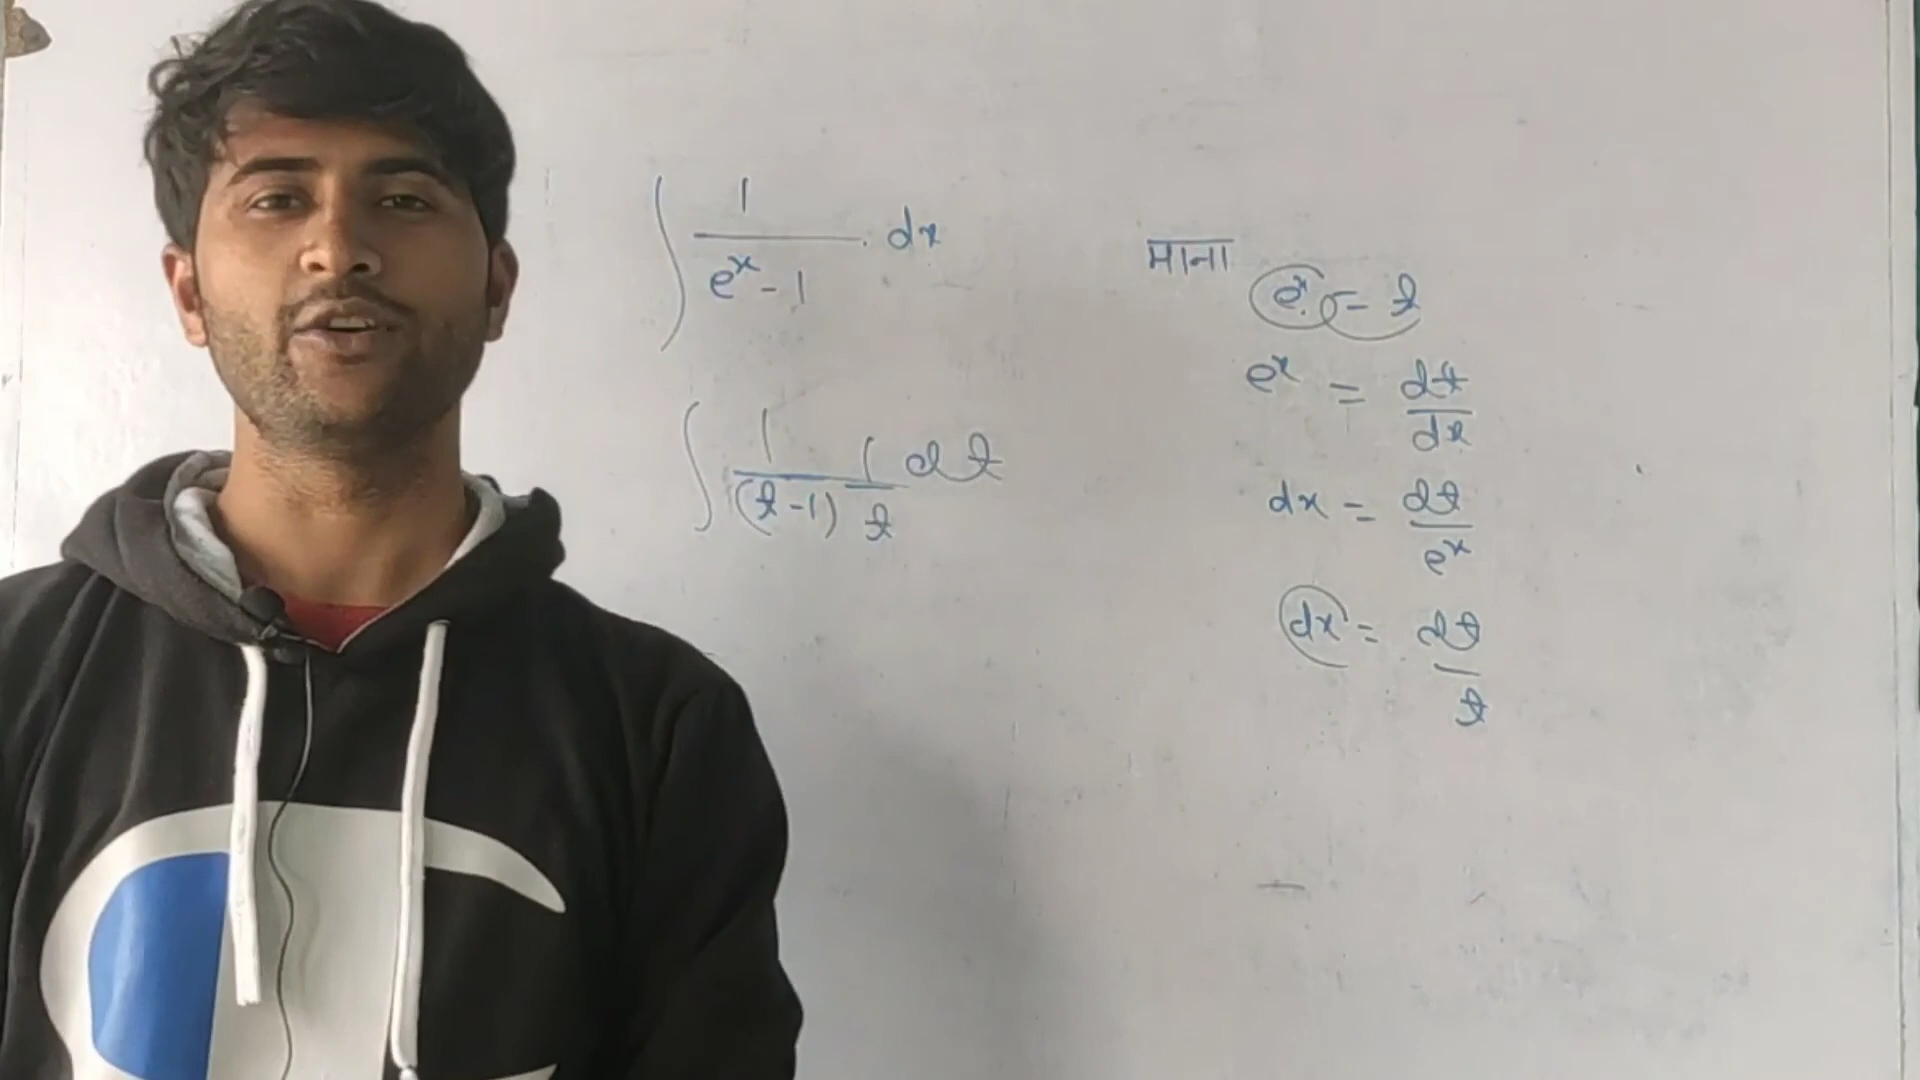 ∫ 1/(eˣ - 1) . dx
∫ 1/(t - 1) 1/t dt
माना
eˣ = t
eˣ = dt/dx
dx = dt/eˣ
dx = dt/t